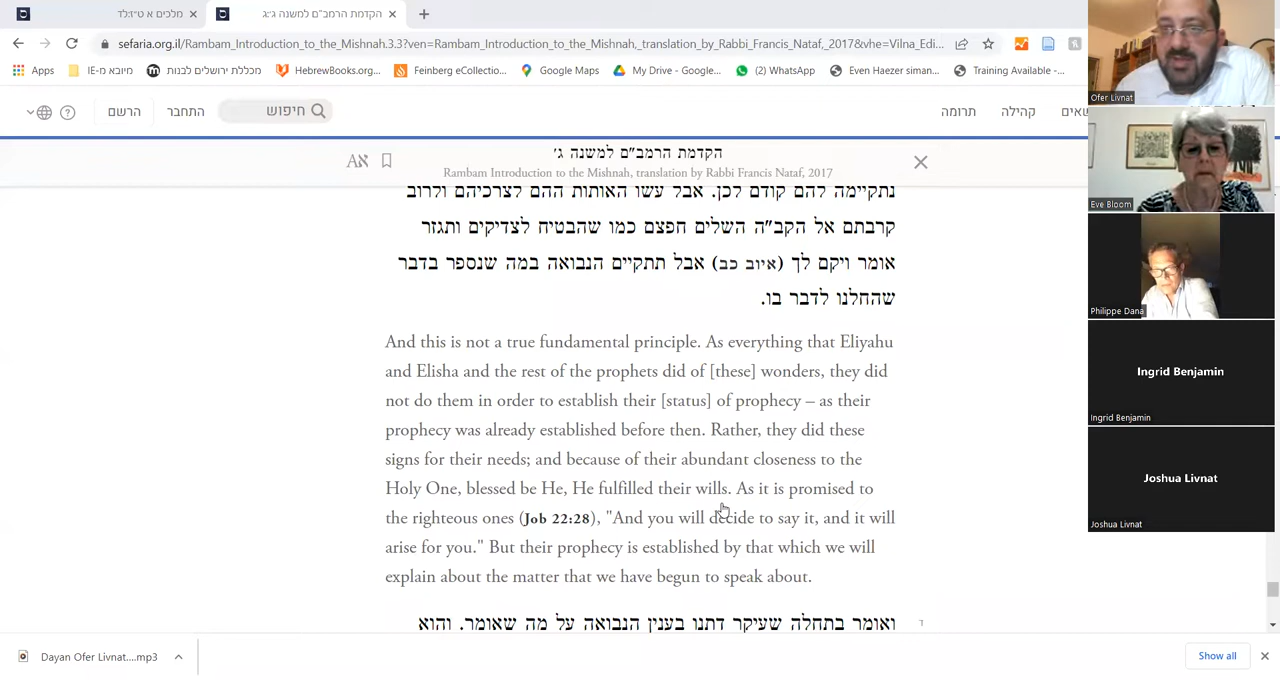 מלכים א ט״ז:לד
הקדמת הרמב״ם למשנה ג׳:ג
sefaria.org.il/Rambam_Introduction_to_the_Mishnah.3.3?ven=Rambam_Introduction_to_the_Mishnah,_translation_by_Rabbi_Francis_Nataf,_2017&vhe=Vilna_Edi...
Apps
מיובא מ-IE
מכללת ירושלים לבנות
HebrewBooks.org...
Feinberg eCollectio...
Google Maps
My Drive - Google...
(2) WhatsApp
Even Haezer siman...
Training Available -...
הרשם
התחבר
חיפוש
תרומה
קהילה
Aא
הקדמת הרמב״ם למשנה ג׳
Rambam Introduction to the Mishnah, translation by Rabbi Francis Nataf, 2017
נתקיימה להם קודם לכן. אבל עשו האותות ההם לצרכיהם ולרוב
קרבתם אל הקב״ה השלים חפצם כמו שהבטיח לצדיקים ותגזר
אומר ויקם לך (איוב כב) אבל תתקיים הנבואה במה שנספר בדבר
שהחלנו לדבר בו.
And this is not a true fundamental principle. As everything that Eliyahu
and Elisha and the rest of the prophets did of [these] wonders, they did
not do them in order to establish their [status] of prophecy – as their
prophecy was already established before then. Rather, they did these
signs for their needs; and because of their abundant closeness to the
Holy One, blessed be He, He fulfilled their wills. As it is promised to
the righteous ones (Job 22:28), "And you will decide to say it, and it will
arise for you." But their prophecy is established by that which we will
explain about the matter that we have begun to speak about.
ואומר בתחלה שעיקר דתנו בענין הנבואה על מה שאומר. והוא
ד
Dayan Ofer Livnat....mp3
Show all
Ofer Livnat
Eve Bloom
Philippe Dana
Ingrid Benjamin
Ingrid Benjamin
Joshua Livnat
Joshua Livnat